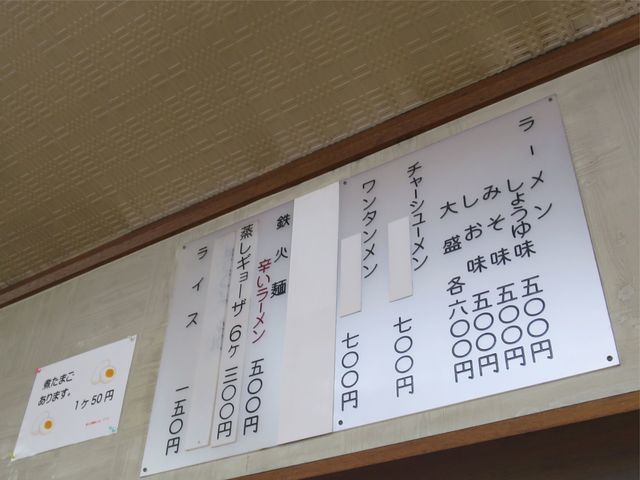 ラーメン
しょうゆ味 五〇〇円
みそ味 五〇〇円
しお味 五〇〇円
大盛各六〇〇円
チャーシューメン 七〇〇円
ワンタンメン 七〇〇円
鉄火麺
辛いラーメン 五〇〇円
蒸しギョーザ 6ヶ 三〇〇円
ライス 一五〇円
煮たまご
あります。
1ヶ50円